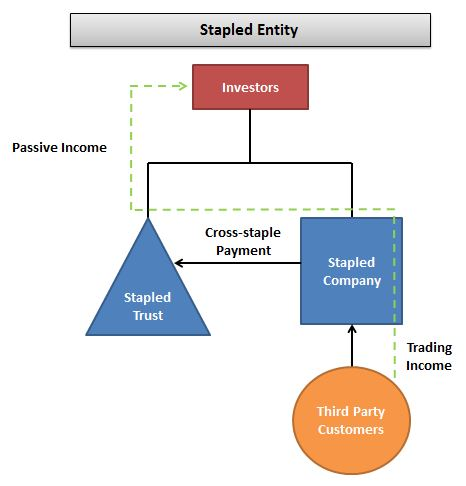 Stapled Entity
Investors
Passive Income
Cross-staple
Payment
Stapled
Trust
Stapled
Company
Trading
Income
Third Party
Customers